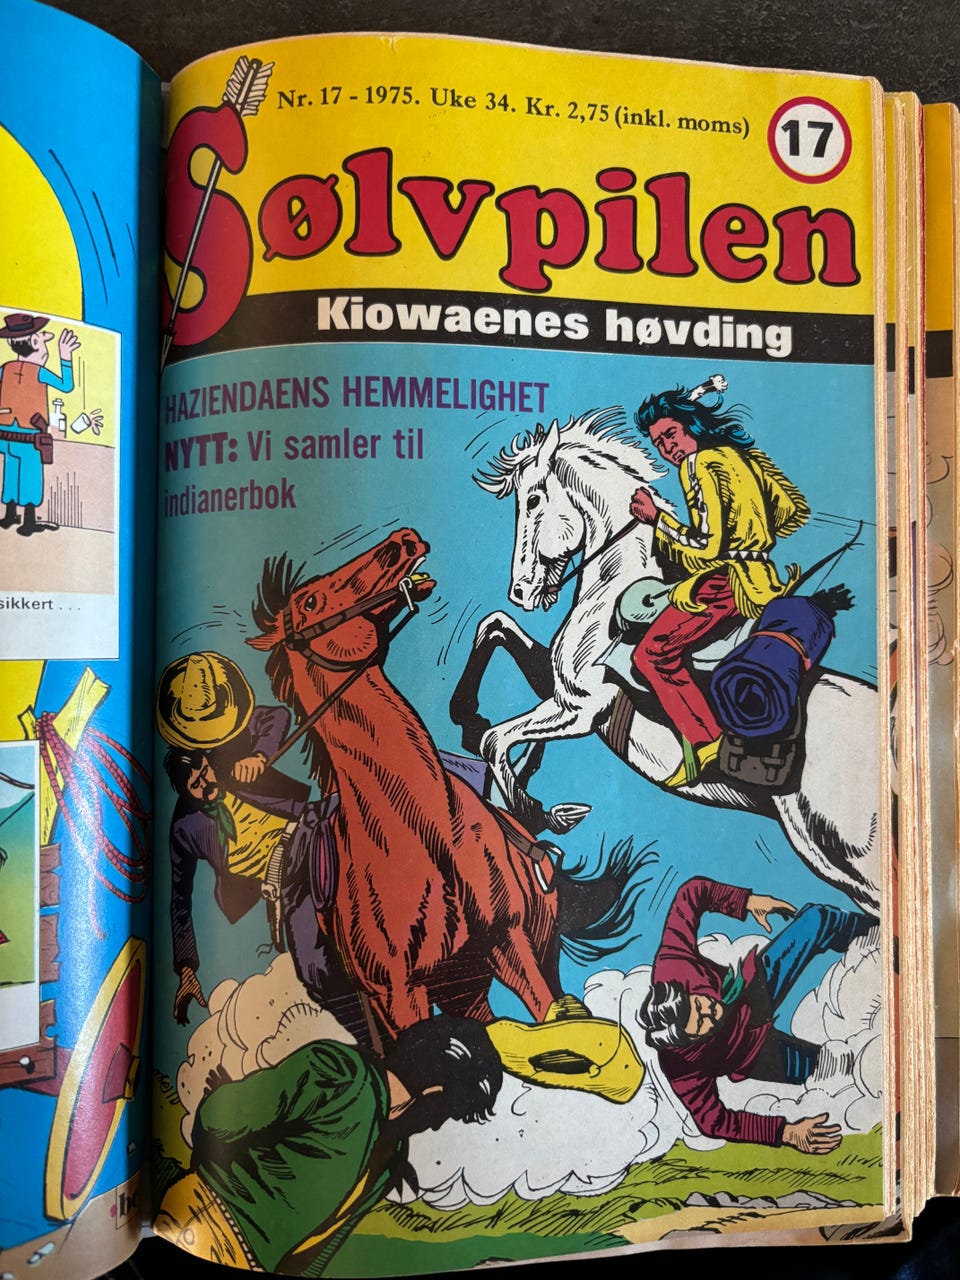 Nr. 17 - 1975. Uke 34. Kr. 2,75 (inkl. moms)
17
Sølvpilen
Kiowaenes høvding
HAZIENDAENS HEMMELIGHET
NYTT: Vi samler til
indianerbok
sikkert . . .